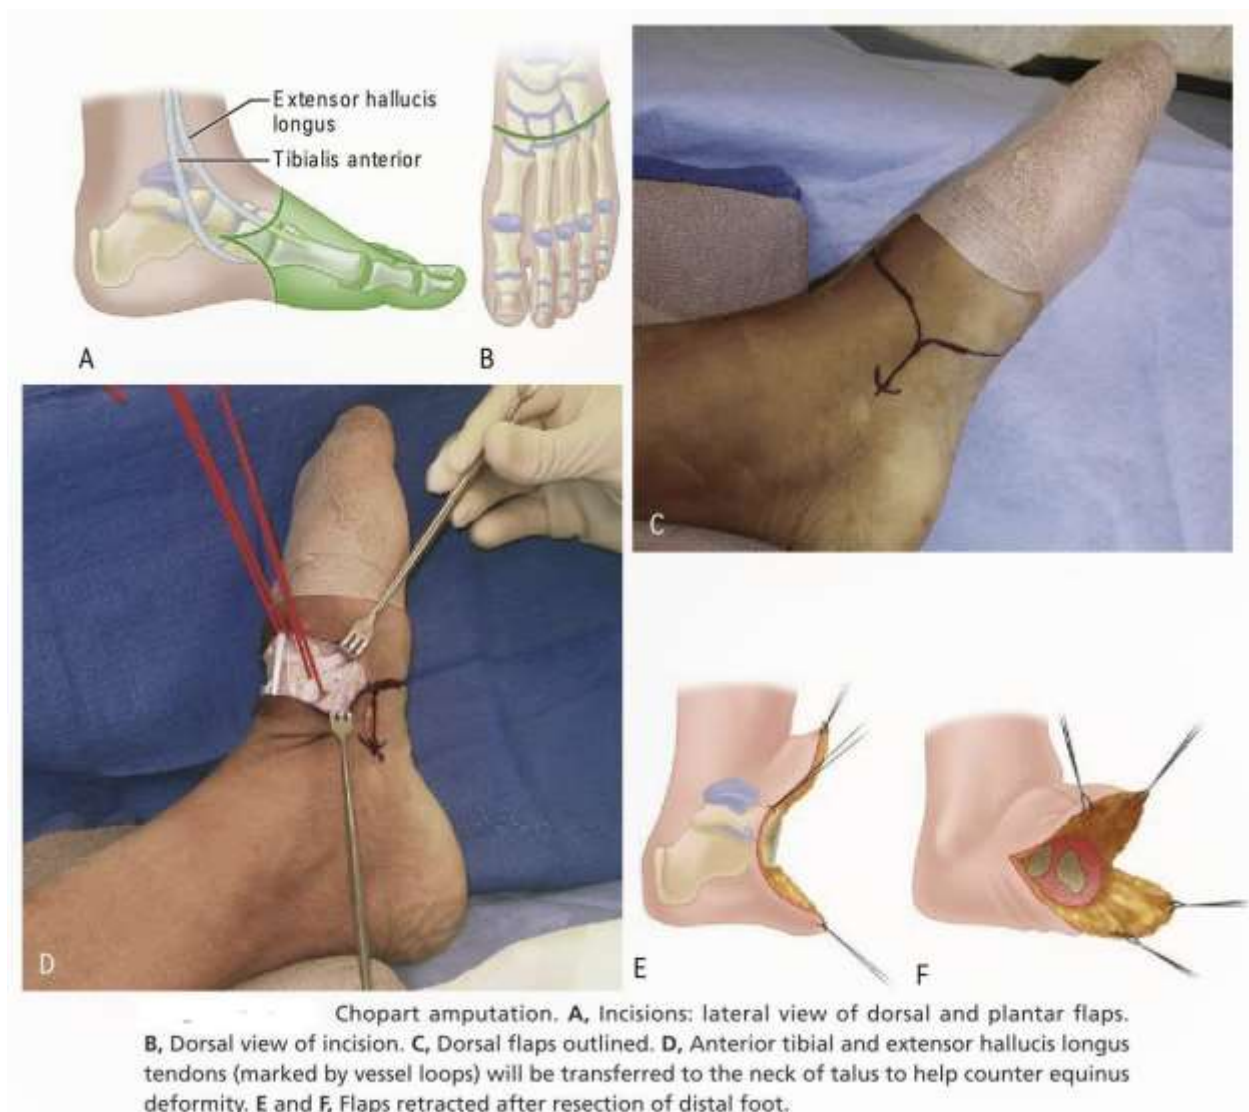 Extensor hallucis
longus
Tibialis anterior
A
B
C
D
E
F
Chopart amputation. A, Incisions: lateral view of dorsal and plantar flaps.
B, Dorsal view of incision. C, Dorsal flaps outlined. D, Anterior tibial and extensor hallucis longus
tendons (marked by vessel loops) will be transferred to the neck of talus to help counter equinus
deformity. E and F, Flaps retracted after resection of distal foot.